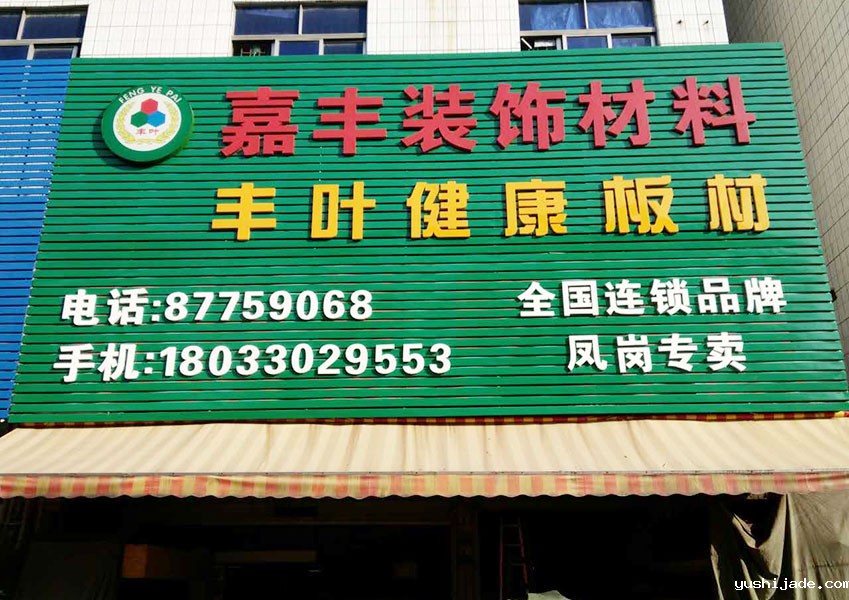 FENG YE PAI
丰叶
嘉丰装饰材料
丰叶健康板材
电话:87759068
全国连锁品牌
手机:18033029553
凤岗专卖
yushijade.com